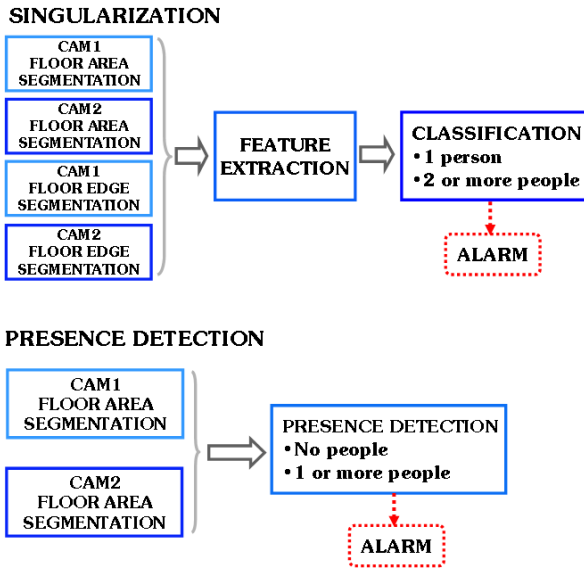 SINGULARIZATION
CAM1
FLOOR AREA
SEGMENTATION
CAM2
FLOOR AREA
SEGMENTATION
CAM1
FLOOR EDGE
SEGMENTATION
CAM2
FLOOR EDGE
SEGMENTATION
FEATURE
EXTRACTION
CLASSIFICATION
•1 person
•2 or more people
ALARM
PRESENCE DETECTION
CAM1
FLOOR AREA
SEGMENTATION
CAM2
FLOOR AREA
SEGMENTATION
PRESENCE DETECTION
•No people
•1 or more people
ALARM